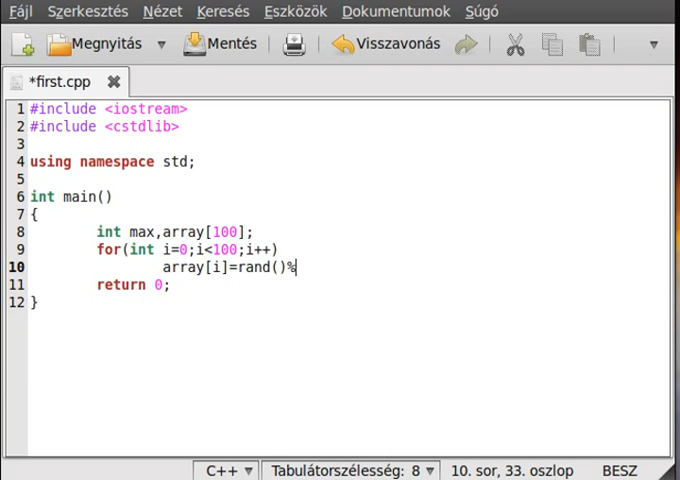 Fájl Szerkesztés Nézet Keresés Eszközök Dokumentumok Súgó
Megnyitás Mentés Visszavonás
*first.cpp
1 #include <iostream>
2 #include <cstdlib>
3
4 using namespace std;
5
6 int main()
7 {
8 int max,array[100];
9 for(int i=0;i<100;i++)
10 array[i]=rand()%
11 return 0;
12 }
C++ Tabulátorszélesség: 8 10. sor, 33. oszlop BESZ